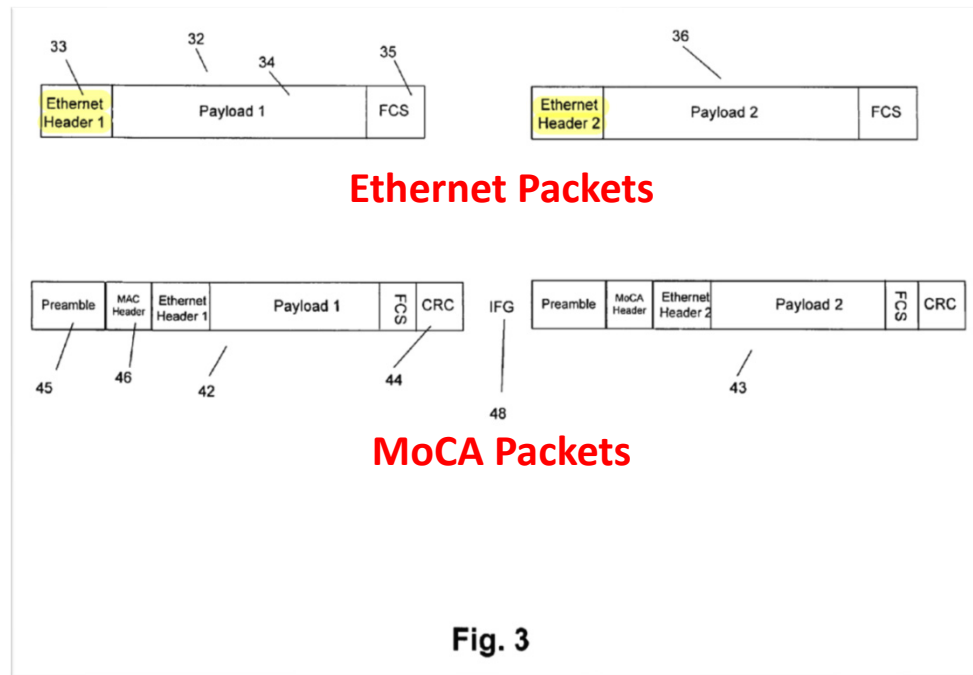 33
32
34
35
36
Ethernet
Header 1
Payload 1
FCS
Ethernet
Header 2
Payload 2
FCS
Ethernet Packets
Preamble
MAC
Header
Ethernet
Header 1
Payload 1
FCS
CRC
IFG
Preamble
MoCA
Header
Ethernet
Header 2
Payload 2
FCS
CRC
45
46
42
44
48
43
MoCA Packets
Fig. 3